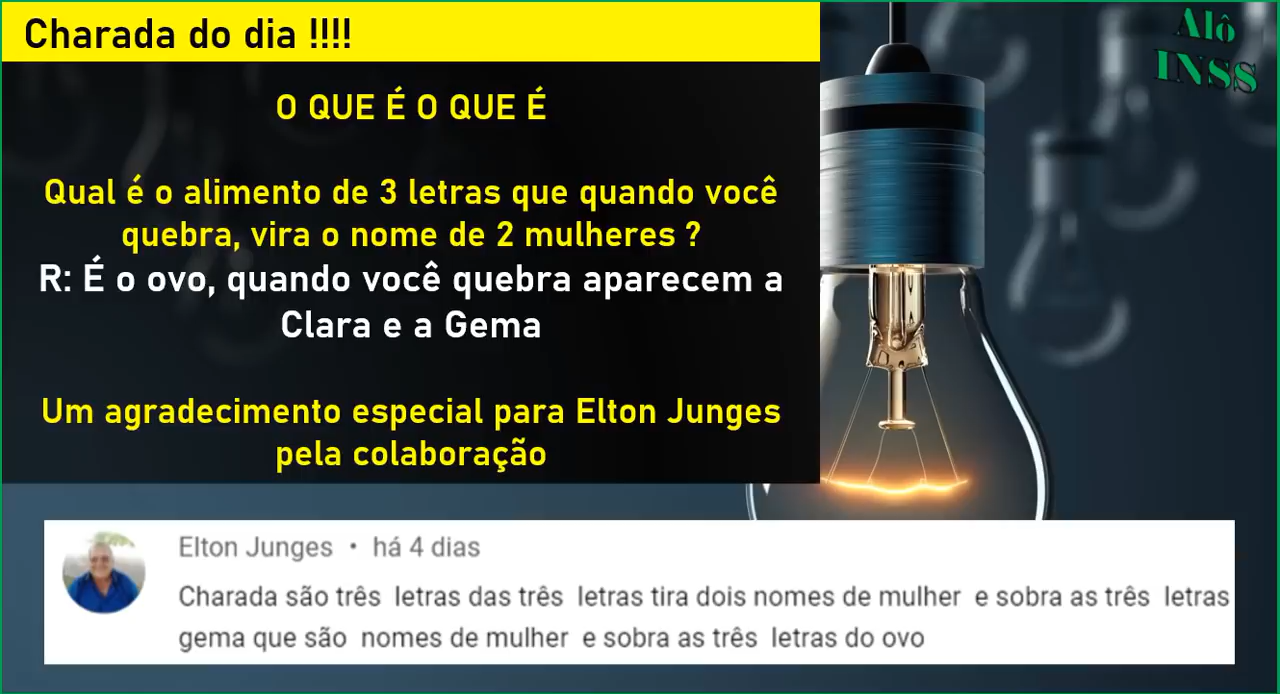 Charada do dia !!!!
Alô
INSS
O QUE É O QUE É
Qual é o alimento de 3 letras que quando você
quebra, vira o nome de 2 mulheres ?
R: É o ovo, quando você quebra aparecem a
Clara e a Gema
Um agradecimento especial para Elton Junges
pela colaboração
Elton Junges • há 4 dias
Charada são três letras das três letras tira dois nomes de mulher e sobra as três letras
gema que são nomes de mulher e sobra as três letras do ovo